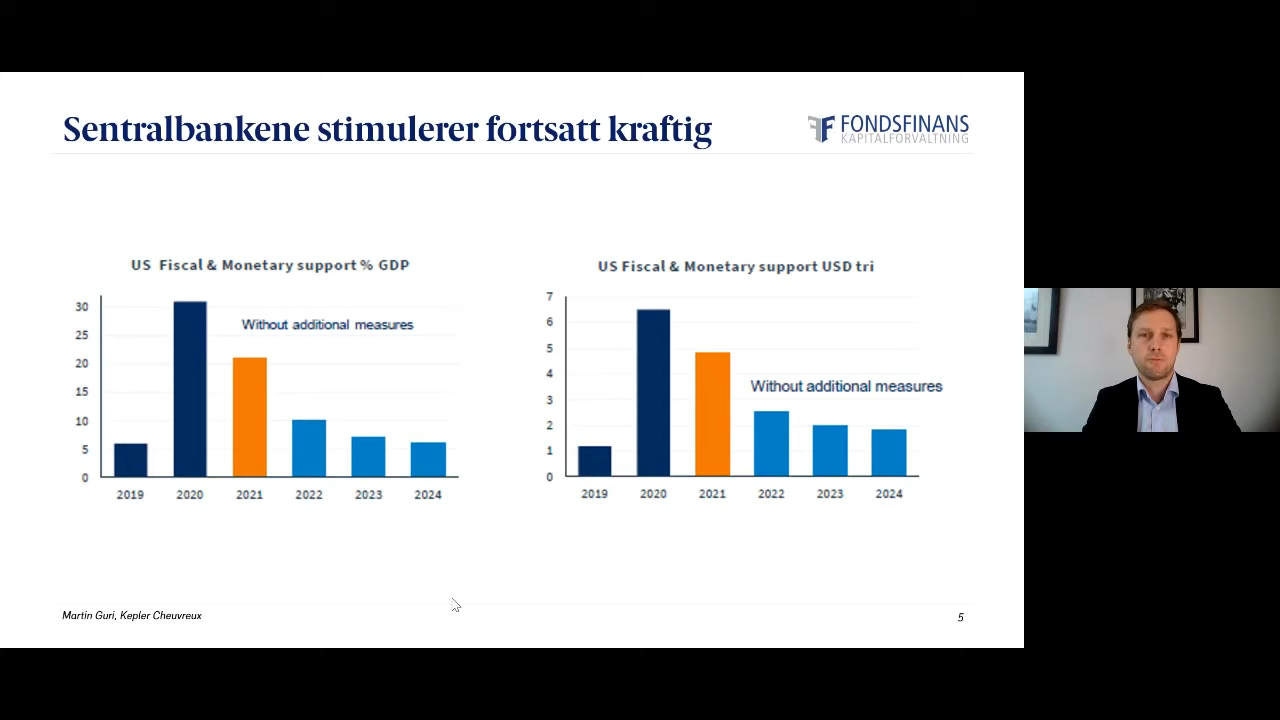 Sentralbankene stimulerer fortsatt kraftig
FONDSFINANS
KAPITALFORVALTNING
US Fiscal & Monetary support % GDP
30
25
20
15
10
5
0
Without additional measures
2019 2020 2021 2022 2023 2024
US Fiscal & Monetary support USD tri
7
6
5
4
3
2
1
0
Without additional measures
2019 2020 2021 2022 2023 2024
Martin Guri, Kepler Cheuvreux
5